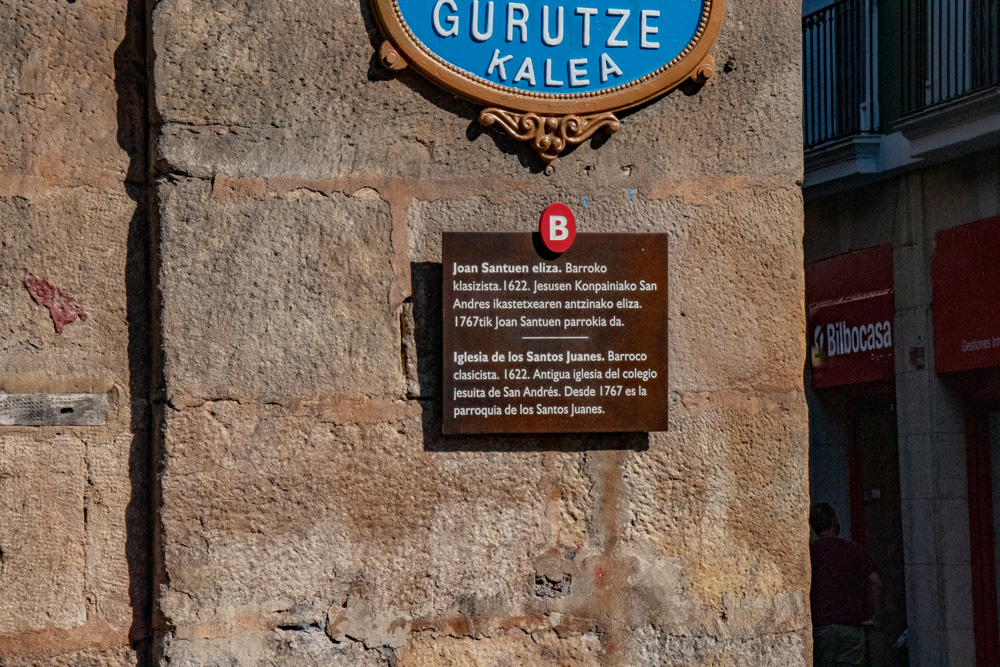 GURUTZE
KALEA
B
Joan Santuen eliza. Barroko
klasizista.1622. Jesusen Konpainiako San
Andres ikastetxearen antzinako eliza.
1767tik Joan Santuen parrokia da.
Iglesia de los Santos Juanes. Barroco
clasicista. 1622. Antigua iglesia del colegio
jesuita de San Andrés. Desde 1767 es la
parroquia de los Santos Juanes.
Bilbocasa
Gestiones